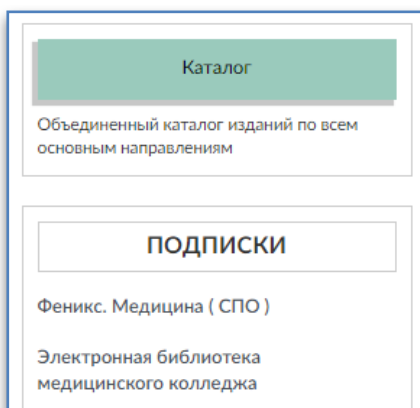 Каталог
Объединенный каталог изданий по всем
основным направлениям
ПОДПИСКИ
Феникс. Медицина ( СПО )
Электронная библиотека
медицинского колледжа